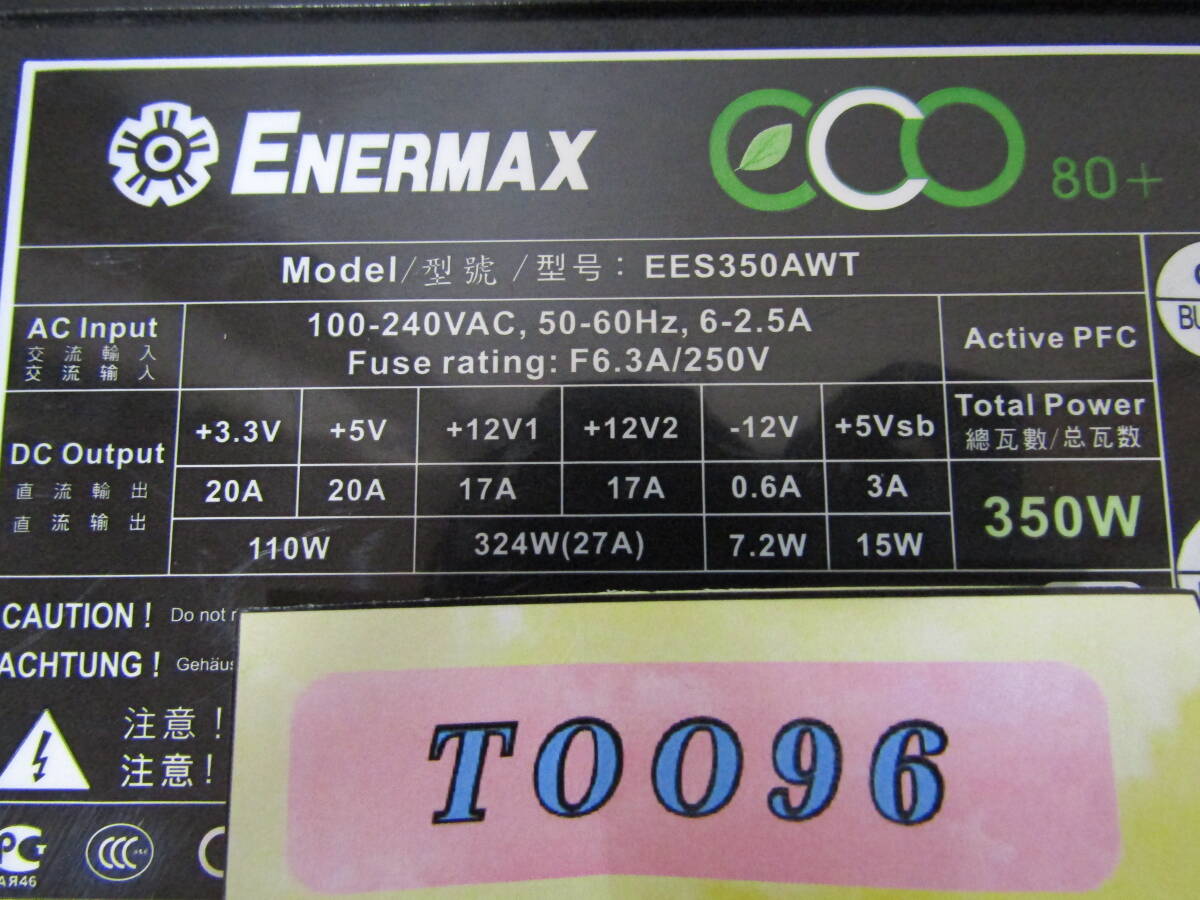 ENERMAX eco 80+
Model/型號/型号: EES350AWT
AC Input 100-240VAC, 50-60Hz, 6-2.5A Active PFC
交流輸入 Fuse rating: F6.3A/250V
交流输入
DC Output +3.3V +5V +12V1 +12V2 -12V +5Vsb Total Power
總瓦數/总瓦数
直流輸出 20A 20A 17A 17A 0.6A 3A 350W
直流输出 110W 324W(27A) 7.2W 15W
CAUTION! Do not
ACHTUNG!
注意!
注意!
TOO96
PG CCC
АЯ46